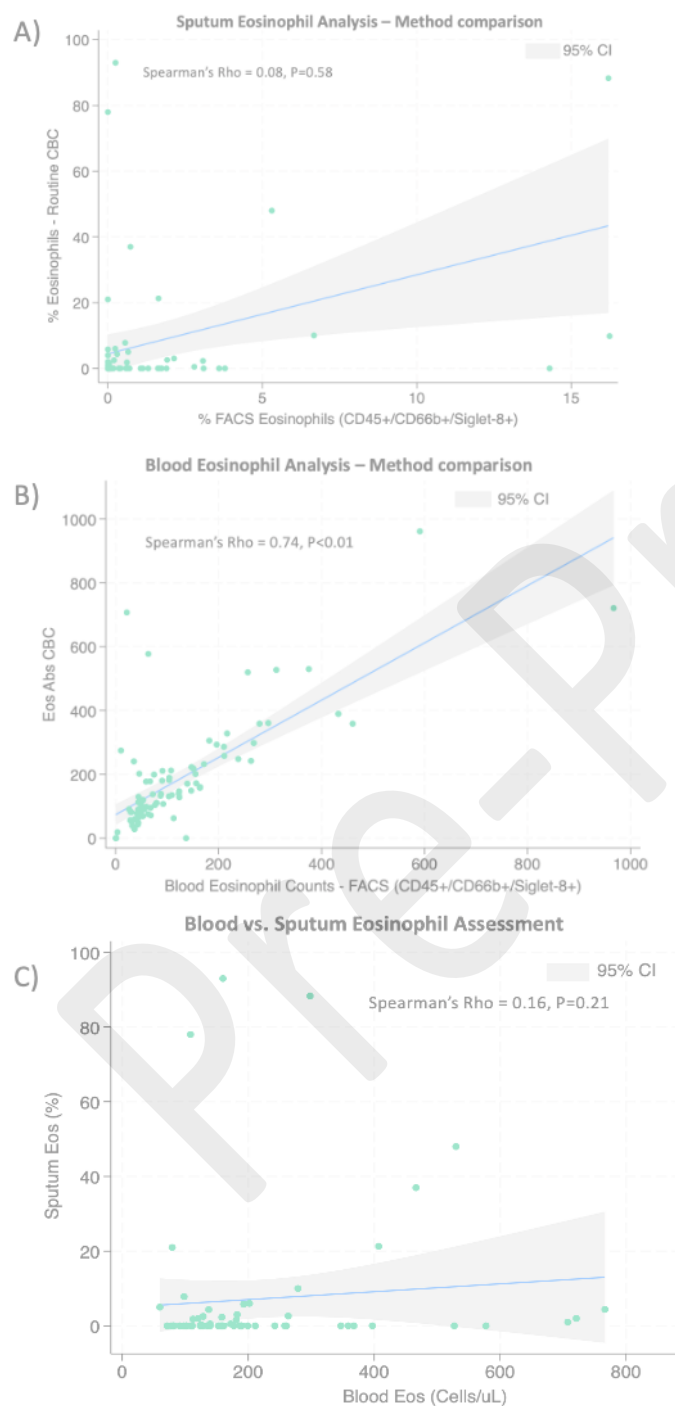 A)
Sputum Eosinophil Analysis – Method comparison
95% CI
Spearman's Rho = 0.08, P=0.58
% Eosinophils - Routine CBC
100
80
60
40
20
0
0 5 10 15
% FACS Eosinophils (CD45+/CD66b+/Siglet-8+)
B)
Blood Eosinophil Analysis – Method comparison
95% CI
Spearman's Rho = 0.74, P<0.01
Eos Abs CBC
1000
800
600
400
200
0
0 200 400 600 800 1000
Blood Eosinophil Counts - FACS (CD45+/CD66b+/Siglet-8+)
Blood vs. Sputum Eosinophil Assessment
C)
95% CI
Spearman's Rho = 0.16, P=0.21
Sputum Eos (%)
100
80
60
40
20
0
0 200 400 600 800
Blood Eos (Cells/uL)
Pre-Pr